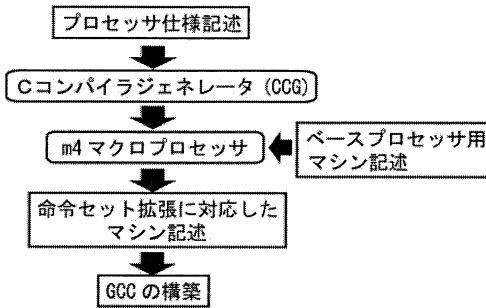 プロセッサ仕様記述
Cコンパイラジェネレータ (CCG)
m4 マクロプロセッサ
ベースプロセッサ用
マシン記述
命令セット拡張に対応した
マシン記述
GCC の構築